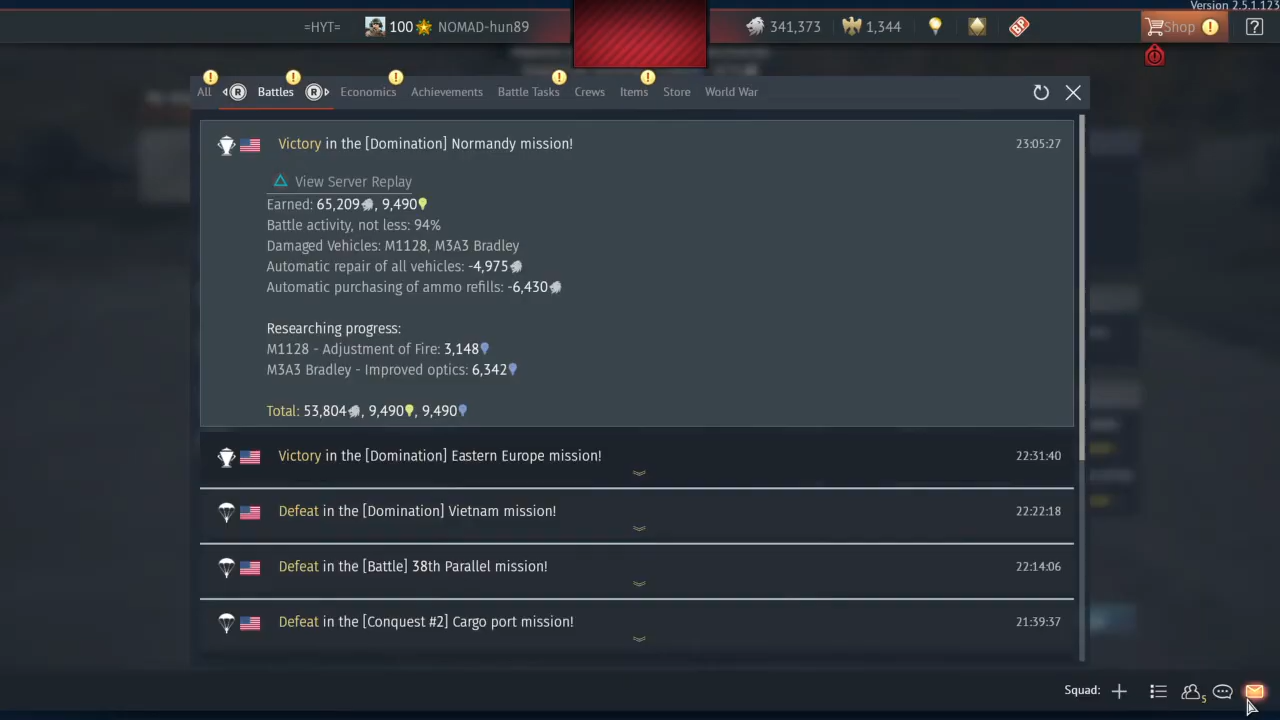 Version 2.5.1.123
=HYT= 100 NOMAD-hun89 341,373 1,344 BP Shop ! ?
All R Battles R Economics Achievements Battle Tasks Crews Items Store World War
Victory in the [Domination] Normandy mission! 23:05:27
View Server Replay
Earned: 65,209, 9,490
Battle activity, not less: 94%
Damaged Vehicles: M1128, M3A3 Bradley
Automatic repair of all vehicles: -4,975
Automatic purchasing of ammo refills: -6,430
Researching progress:
M1128 - Adjustment of Fire: 3,148
M3A3 Bradley - Improved optics: 6,342
Total: 53,804, 9,490, 9,490
Victory in the [Domination] Eastern Europe mission! 22:31:40
Defeat in the [Domination] Vietnam mission! 22:22:18
Defeat in the [Battle] 38th Parallel mission! 22:14:06
Defeat in the [Conquest #2] Cargo port mission! 21:39:37
Squad: 5